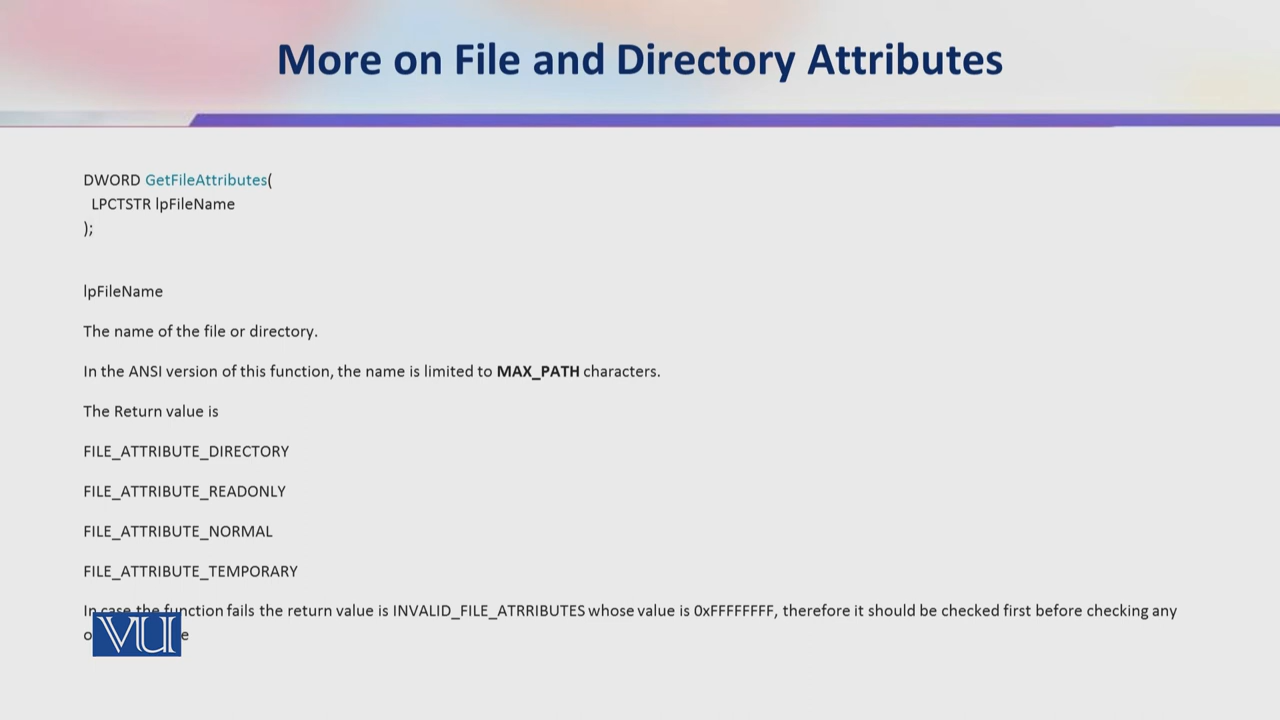 More on File and Directory Attributes
DWORD GetFileAttributes(
LPCTSTR lpFileName
);
lpFileName
The name of the file or directory.
In the ANSI version of this function, the name is limited to MAX_PATH characters.
The Return value is
FILE_ATTRIBUTE_DIRECTORY
FILE_ATTRIBUTE_READONLY
FILE_ATTRIBUTE_NORMAL
FILE_ATTRIBUTE_TEMPORARY
In case the function fails the return value is INVALID_FILE_ATRRIBUTES whose value is 0xFFFFFFFF, therefore it should be checked first before checking any
VU